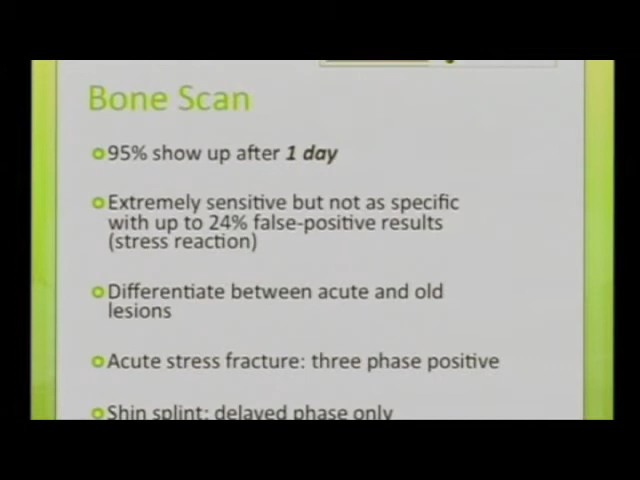 Bone Scan
95% show up after 1 day
Extremely sensitive but not as specific
with up to 24% false-positive results
(stress reaction)
Differentiate between acute and old
lesions
Acute stress fracture: three phase positive
Shin splint: delayed phase only